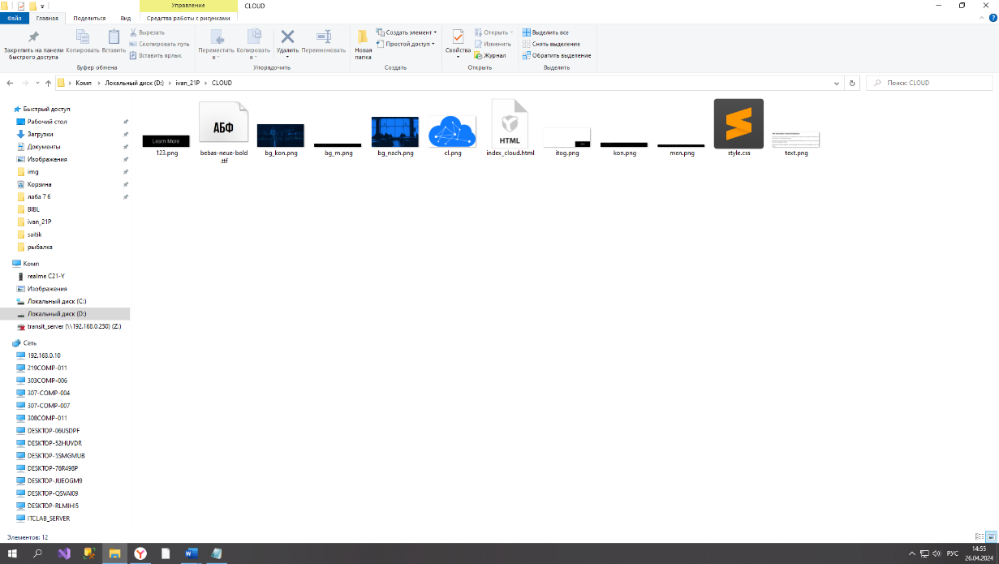 Управление
CLOUD
Файл
Главная
Поделиться
Вид
Средства работы с рисунками
Закрепить на панели быстрого доступа
Копировать
Вставить
Вырезать
Скопировать путь
Вставить ярлык
Переместить в
Копировать в
Удалить
Переименовать
Новая папка
Создать элемент
Простой доступ
Свойства
Открыть
Изменить
Журнал
Выделить все
Снять выделение
Обратить выделение
Буфер обмена
Упорядочить
Создать
Открыть
Выделить
Комп
Локальный диск (D:)
ivan_21P
CLOUD
Поиск: CLOUD
Быстрый доступ
Рабочий стол
Загрузки
Документы
Изображения
img
Корзина
лаба 7 6
BIBL
ivan_21P
saitik
рыбалка
Комп
realme C21-Y
Изображения
Локальный диск (C:)
Локальный диск (D:)
transit_server (\\192.168.0.250) (Z:)
Сеть
192.168.0.10
219COMP-011
303COMP-006
307-COMP-004
307-COMP-007
308COMP-011
DESKTOP-06USDPF
DESKTOP-52HUVDR
DESKTOP-5SMGMUB
DESKTOP-76R498P
DESKTOP-JUEOGM9
DESKTOP-QSVAI09
DESKTOP-RLMIHI5
ITCLAB_SERVER
Learn More
123.png
АБФ
bebas-neue-bold
.ttf
bg_kon.png
bg_m.png
bg_nach.png
cl.png
HTML
index_cloud.html
itog.png
kon.png
men.png
style.css
text.png
Элементов: 12
РУС
14:55
26.04.2024